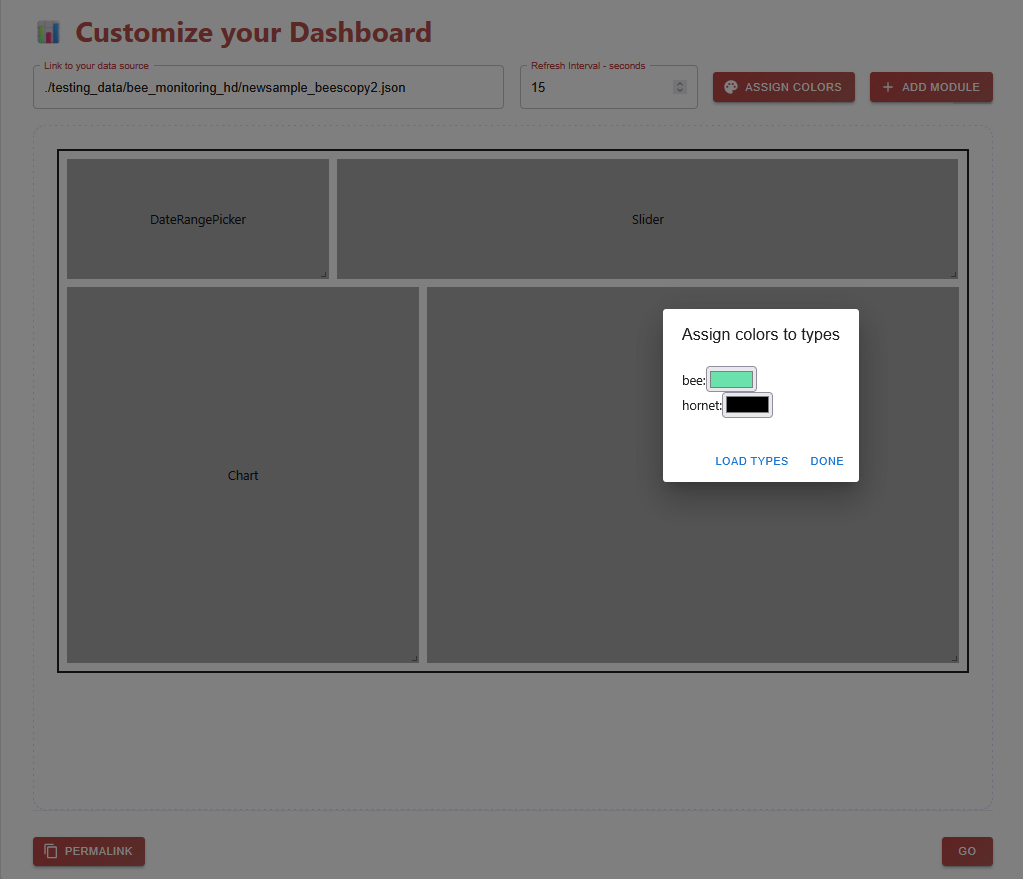 Customize your Dashboard
Link to your data source
./testing_data/bee_monitoring_hd/newsample_beescopy2.json
Refresh Interval - seconds
15
ASSIGN COLORS
ADD MODULE
DateRangePicker
Slider
Chart
Assign colors to types
bee:
hornet:
LOAD TYPES
DONE
PERMALINK
GO